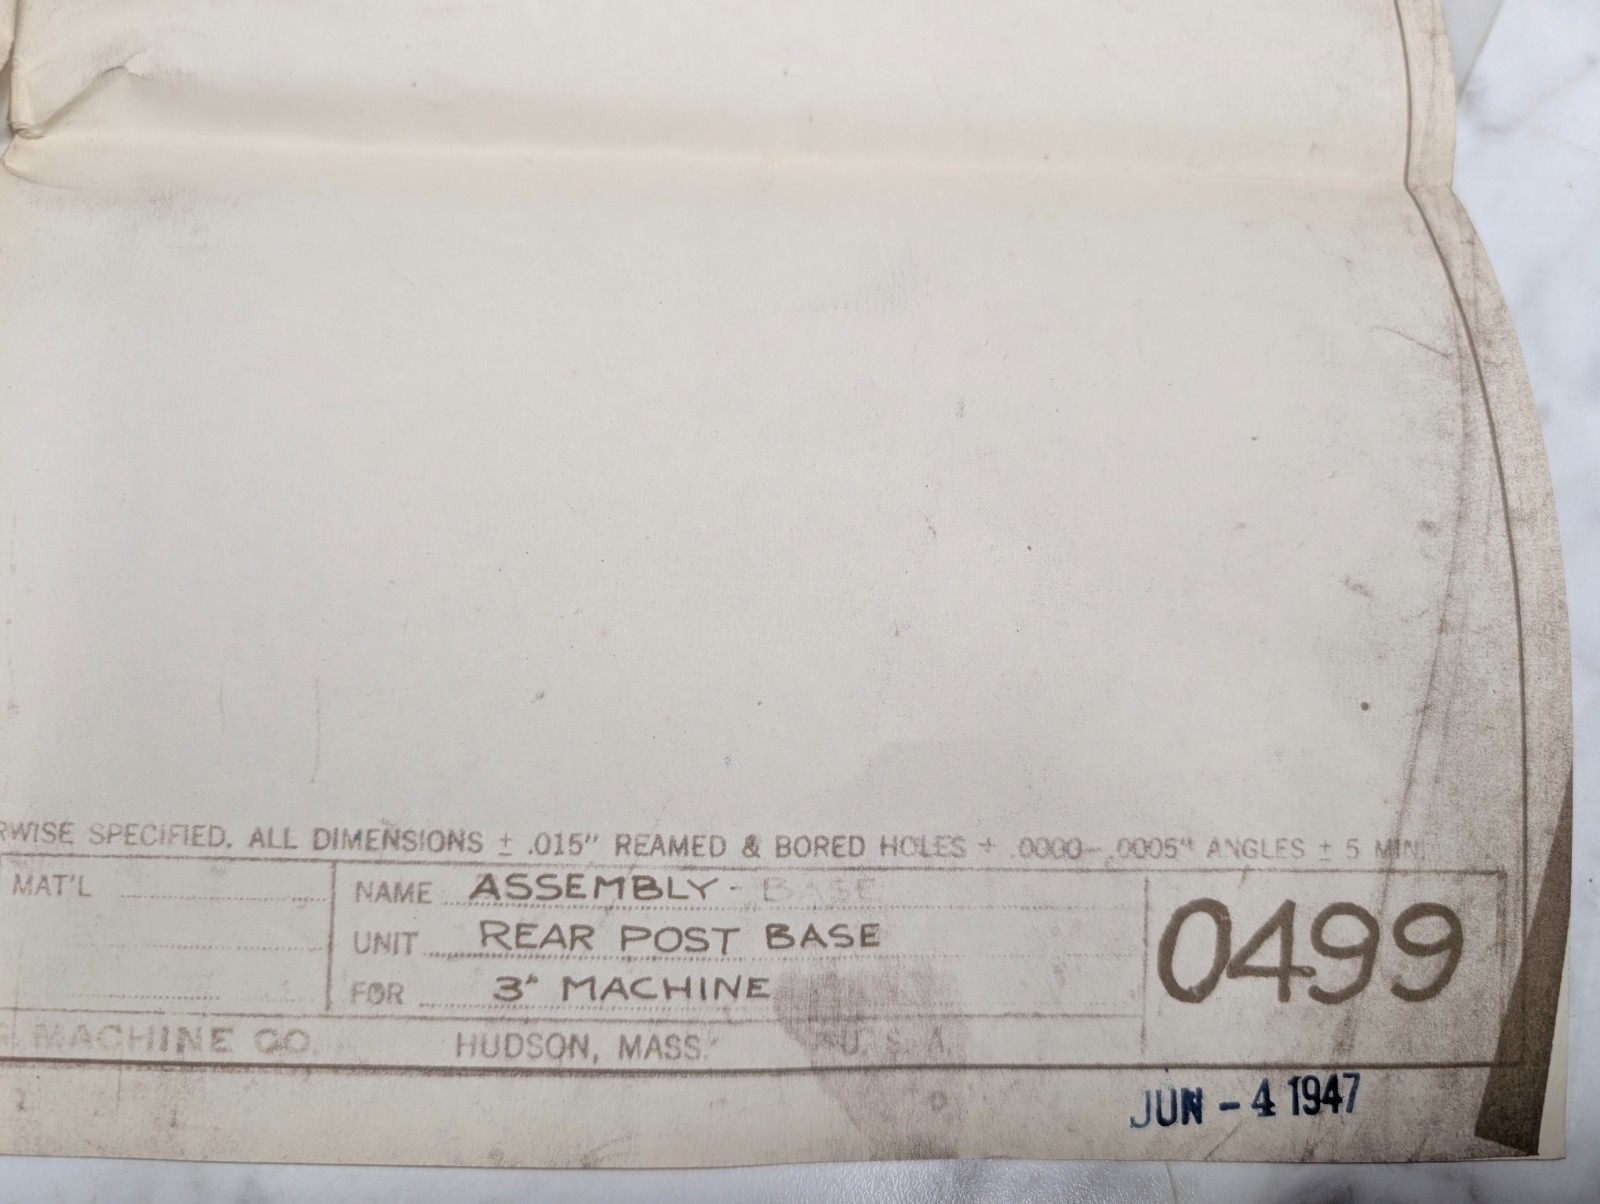 RWISE SPECIFIED. ALL DIMENSIONS ± .015" REAMED & BORED HOLES + .0000-.0005" ANGLES ± 5 MIN.
MAT'L
NAME ASSEMBLY - BASE
UNIT REAR POST BASE
FOR 3" MACHINE
0499
MACHINE CO. HUDSON, MASS. U. S. A.
JUN - 4 1947